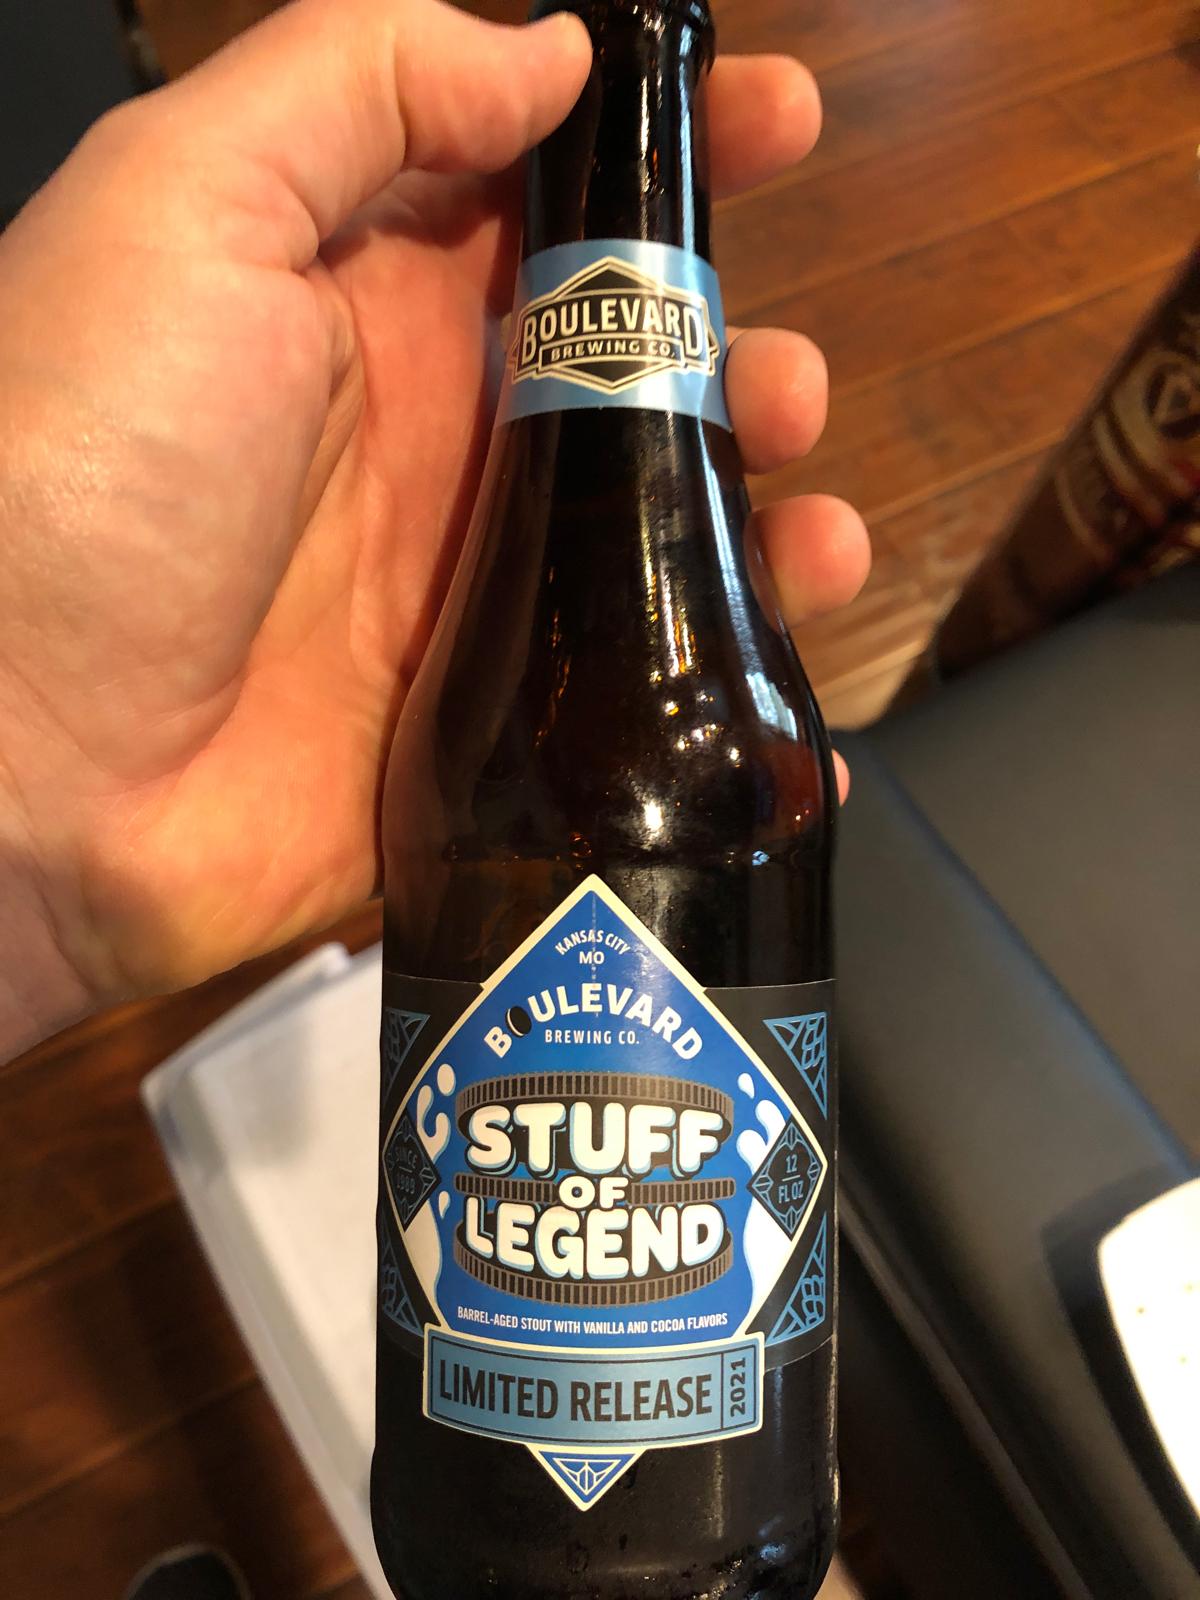 BOULEVARD
BREWING CO.
KANSAS CITY
MO
BOULEVARD
BREWING CO.
STUFF
OF
LEGEND
SINCE
1989
12
FL OZ
BARREL-AGED STOUT WITH VANILLA AND COCOA FLAVORS
LIMITED RELEASE
2021